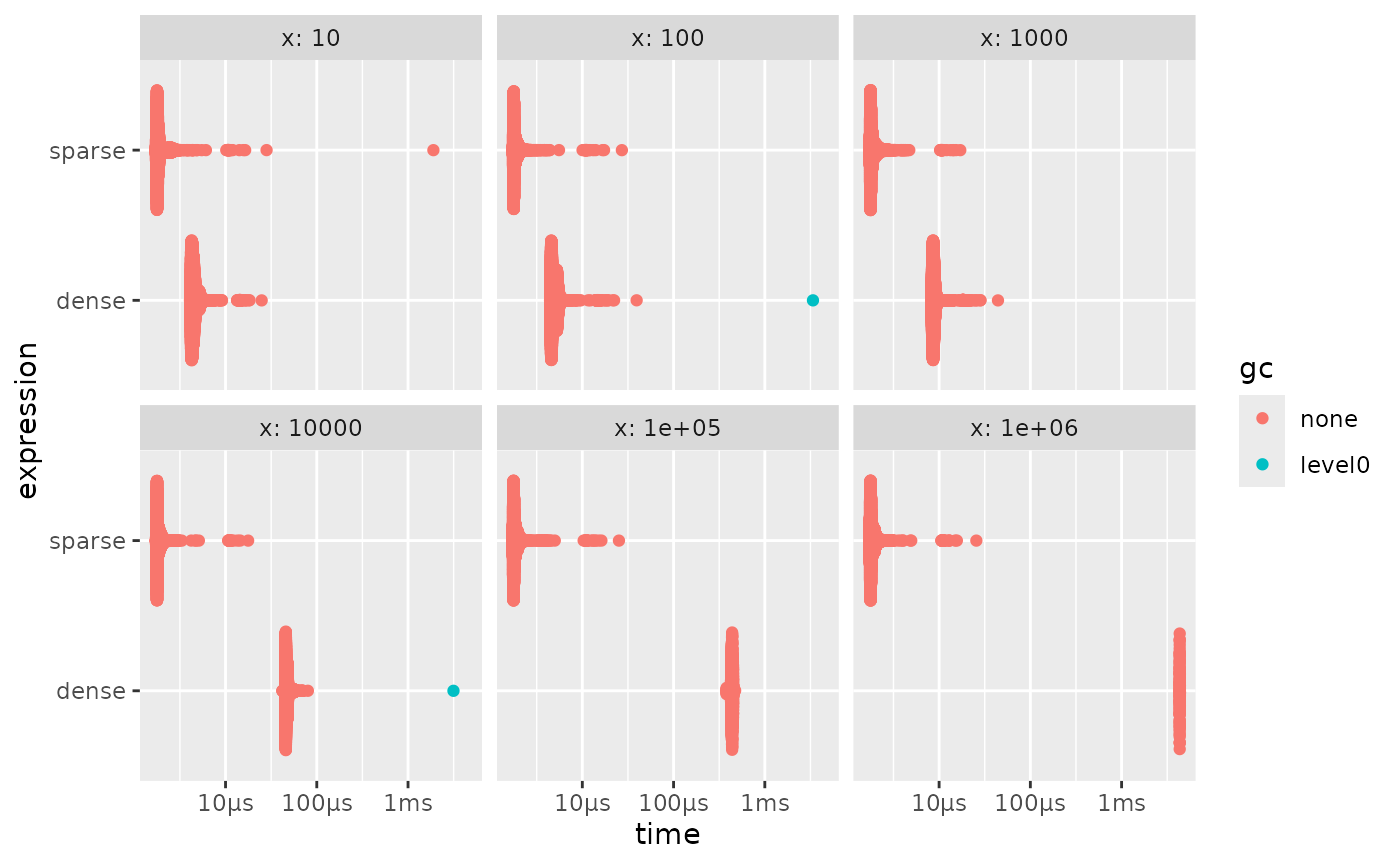 x: 10
x: 100
x: 1000
sparse
dense
expression
gc
none
level0
x: 10000
x: 1e+05
x: 1e+06
sparse
dense
10µs
100µs
1ms
10µs
100µs
1ms
10µs
100µs
1ms
time